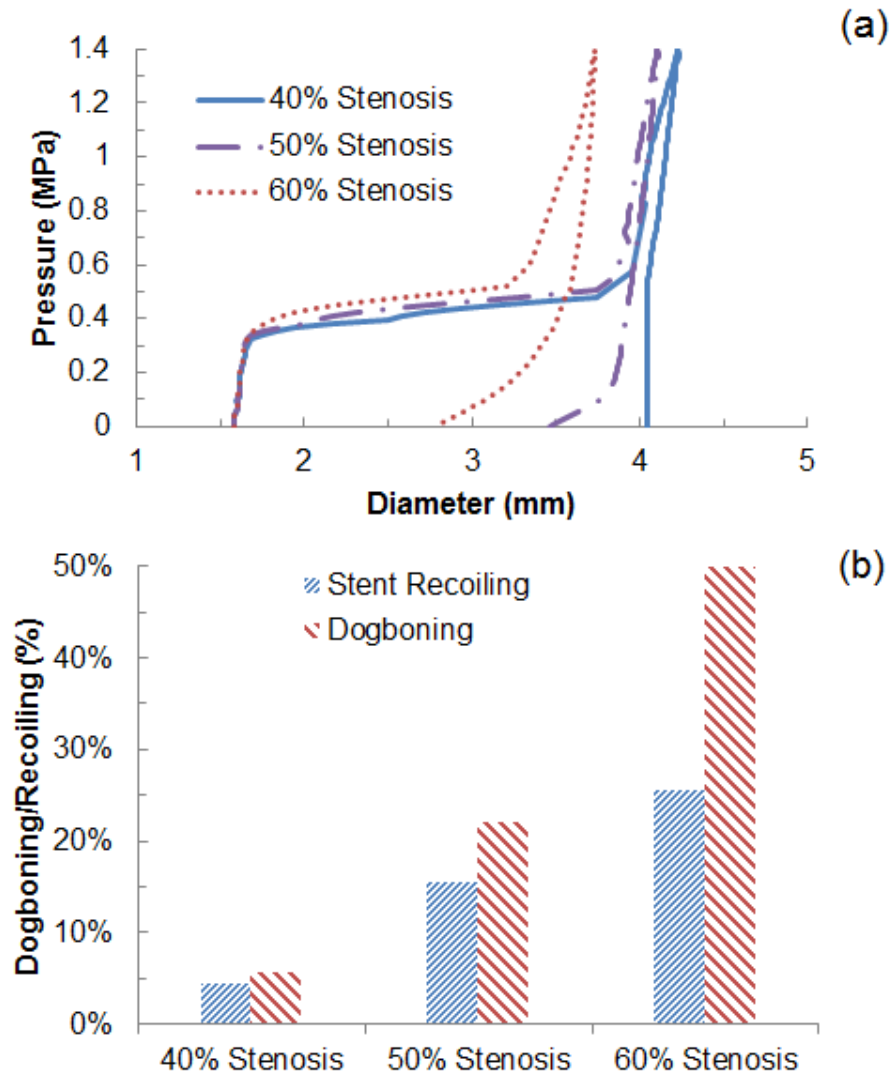 (a)
1.4
1.2
1
0.8
0.6
0.4
0.2
0
Pressure (MPa)
40% Stenosis
50% Stenosis
60% Stenosis
1
2
3
4
5
Diameter (mm)
(b)
50%
40%
30%
20%
10%
0%
Dogboning/Recoiling (%)
Stent Recoiling
Dogboning
40% Stenosis
50% Stenosis
60% Stenosis